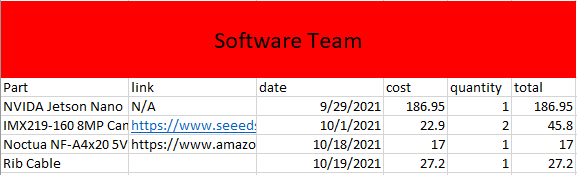 Software Team
Part link date cost quantity total
NVIDA Jetson Nano N/A 9/29/2021 186.95 1 186.95
IMX219-160 8MP Cam https://www.seeeds 10/1/2021 22.9 2 45.8
Noctua NF-A4x20 5V https://www.amazo 10/18/2021 17 1 17
Rib Cable 10/19/2021 27.2 1 27.2